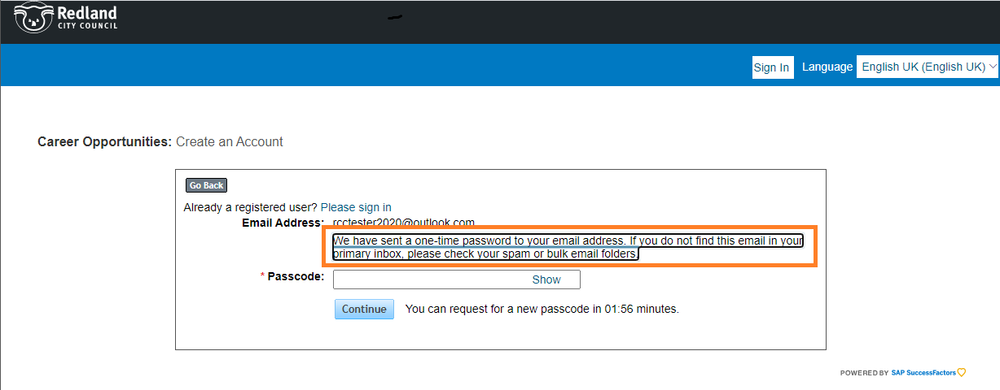 Redland
CITY COUNCIL
Sign In Language English UK (English UK)
Career Opportunities: Create an Account
Go Back
Already a registered user? Please sign in
Email Address: rcctester2020@outlook.com
We have sent a one-time password to your email address. If you do not find this email in your
primary inbox, please check your spam or bulk email folders.
* Passcode: Show
Continue You can request for a new passcode in 01:56 minutes.
POWERED BY SAP SuccessFactors